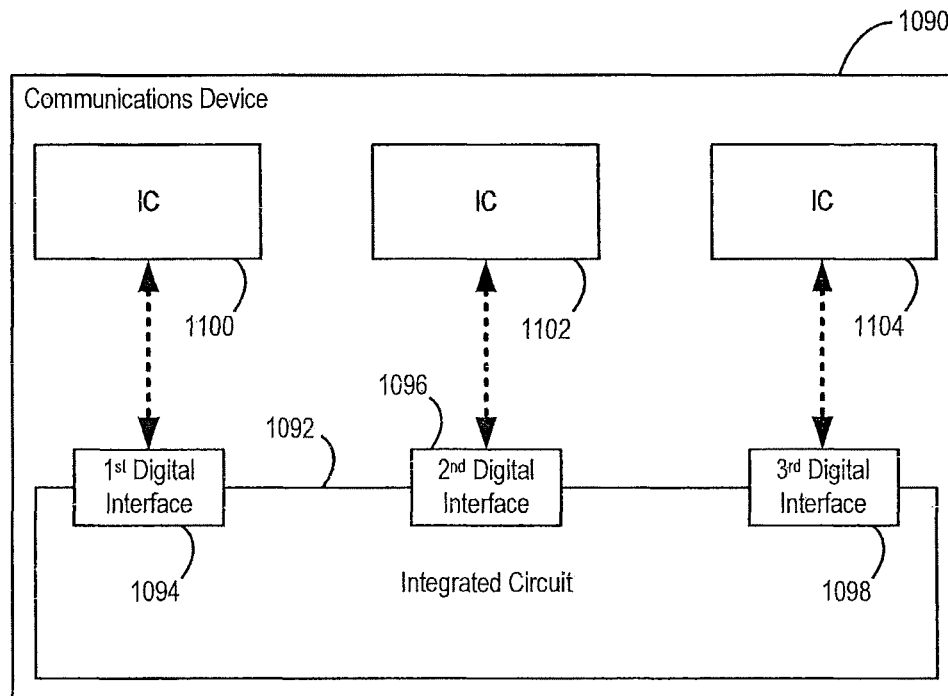 1090
Communications Device
IC
IC
IC
1100
1102
1104
1096
1092
1st Digital
Interface
2nd Digital
Interface
3rd Digital
Interface
1094
Integrated Circuit
1098